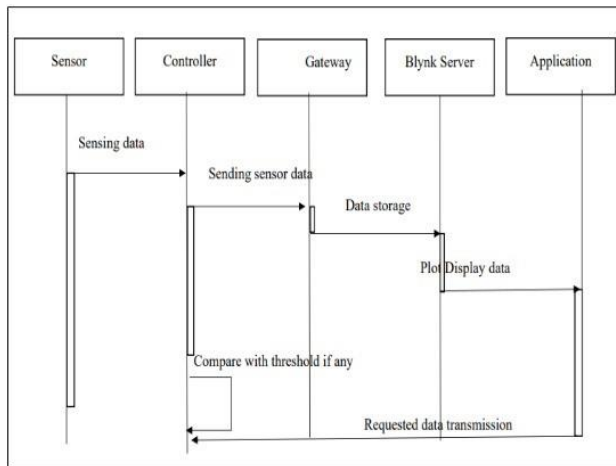 Sensor
Controller
Gateway
Blynk Server
Application
Sensing data
Sending sensor data
Data storage
Plot Display data
Compare with threshold if any
Requested data transmission